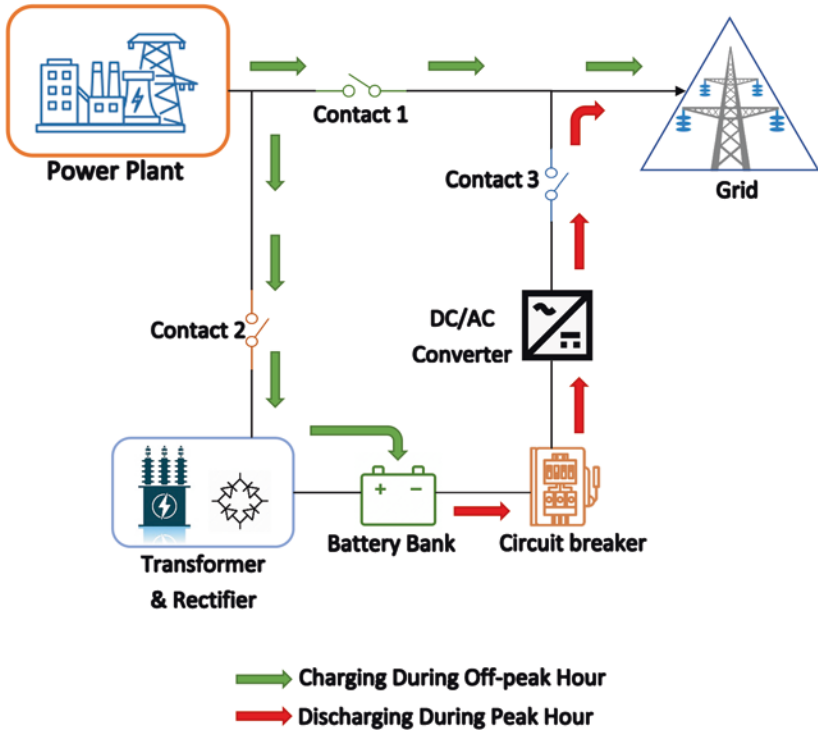 Power Plant
Contact 1
Contact 3
Grid
Contact 2
DC/AC
Converter
+ −
Battery Bank
Circuit breaker
Transformer
& Rectifier
Charging During Off-peak Hour
Discharging During Peak Hour